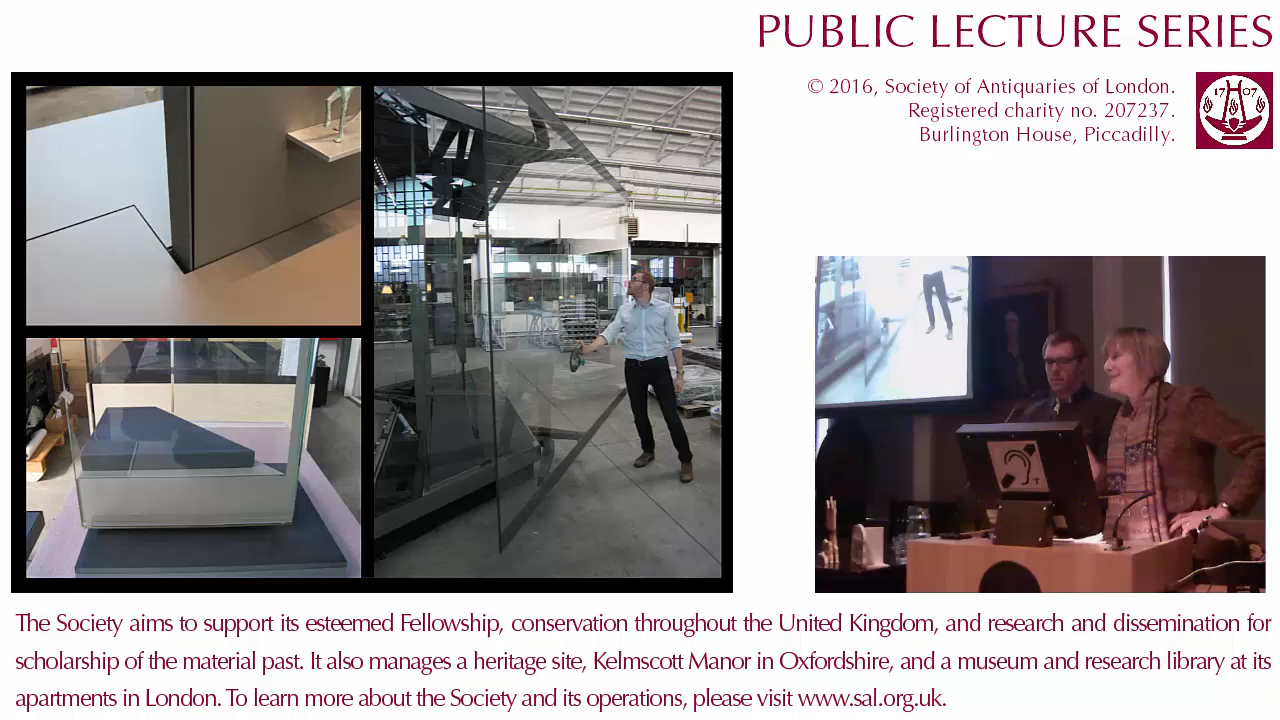 PUBLIC LECTURE SERIES
© 2016, Society of Antiquaries of London.
Registered charity no. 207237.
Burlington House, Piccadilly.
17 07
T
The Society aims to support its esteemed Fellowship, conservation throughout the United Kingdom, and research and dissemination for
scholarship of the material past. It also manages a heritage site, Kelmscott Manor in Oxfordshire, and a museum and research library at its
apartments in London. To learn more about the Society and its operations, please visit www.sal.org.uk.